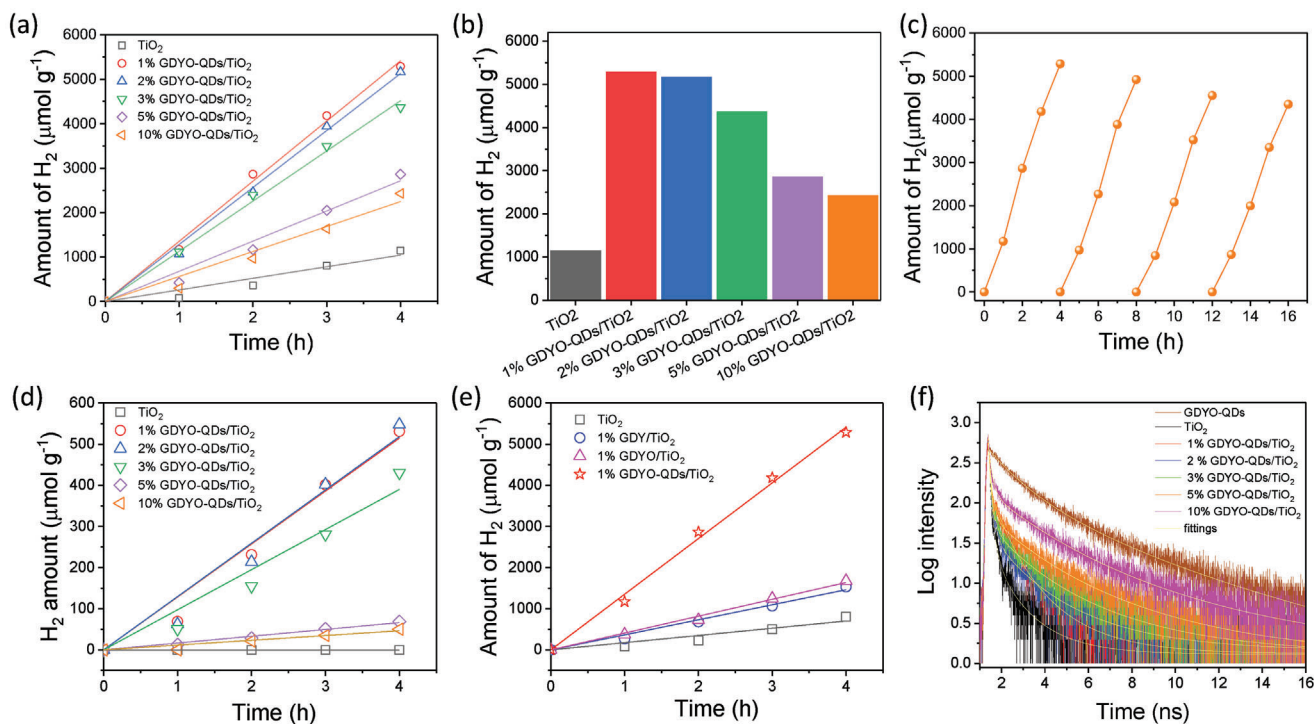 (a)
Amount of H₂ (μmol g⁻¹)
6000
5000
4000
3000
2000
1000
0
TiO₂
1% GDYO-QDs/TiO₂
2% GDYO-QDs/TiO₂
3% GDYO-QDs/TiO₂
5% GDYO-QDs/TiO₂
10% GDYO-QDs/TiO₂
0 1 2 3 4
Time (h)
(b)
Amount of H₂ (μmol g⁻¹)
6000
5000
4000
3000
2000
1000
0
TiO2
1% GDYO-QDs/TiO2
2% GDYO-QDs/TiO2
3% GDYO-QDs/TiO2
5% GDYO-QDs/TiO2
10% GDYO-QDs/TiO2
(c)
Amount of H₂(μmol g⁻¹)
6000
5000
4000
3000
2000
1000
0
0 2 4 6 8 10 12 14 16
Time (h)
(d)
H₂ amount (μmol g⁻¹)
600
500
400
300
200
100
0
TiO₂
1% GDYO-QDs/TiO₂
2% GDYO-QDs/TiO₂
3% GDYO-QDs/TiO₂
5% GDYO-QDs/TiO₂
10% GDYO-QDs/TiO₂
0 1 2 3 4
Time (h)
(e)
Amount of H₂ (μmol g⁻¹)
6000
5000
4000
3000
2000
1000
0
TiO₂
1% GDY/TiO₂
1% GDYO/TiO₂
1% GDYO-QDs/TiO₂
0 1 2 3 4
Time (h)
(f)
Log intensity
3.0
2.5
2.0
1.5
1.0
0.5
0.0
GDYO-QDs
TiO₂
1% GDYO-QDs/TiO₂
2 % GDYO-QDs/TiO₂
3% GDYO-QDs/TiO₂
5% GDYO-QDs/TiO₂
10% GDYO-QDs/TiO₂
fittings
2 4 6 8 10 12 14 16
Time (ns)